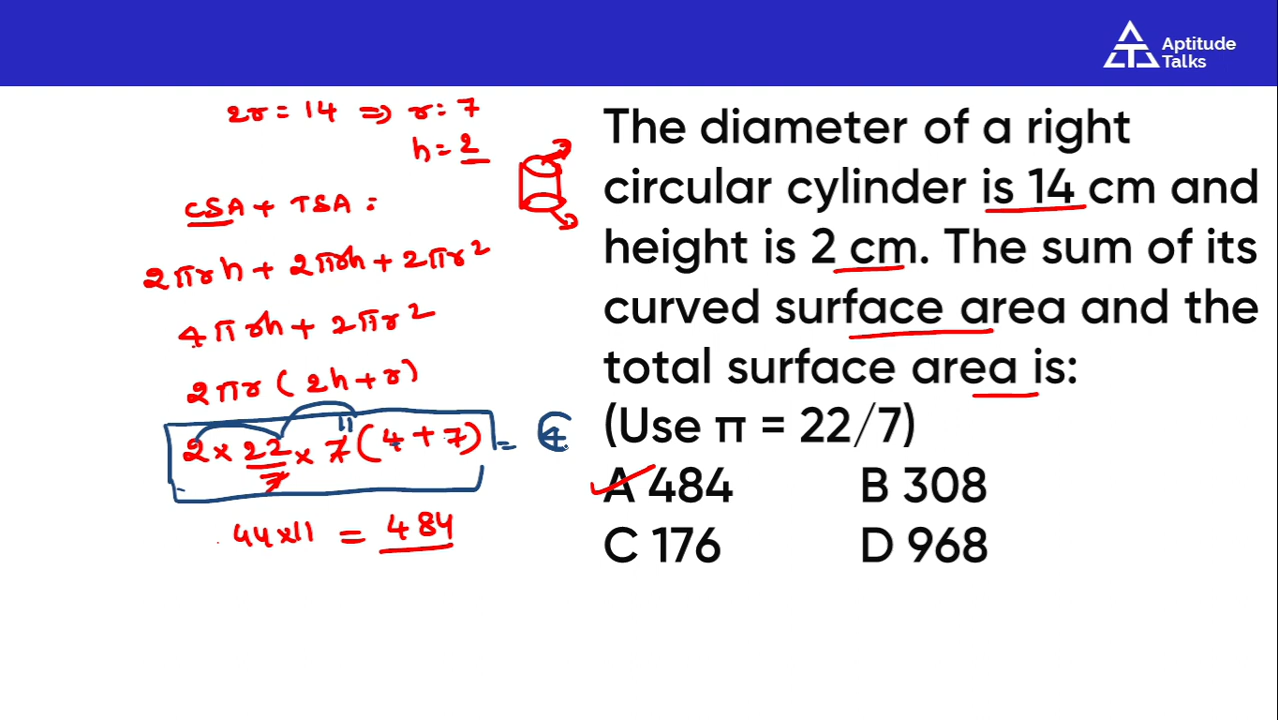 Aptitude
Talks
2r = 14 ⇒ r = 7
h = 2
CSA + TSA =
2πrh + 2πrh + 2πr²
4πrh + 2πr²
2πr (2h + r)
11
2 × 22/7 × 7 (4 + 7) =
44×11 = 484
The diameter of a right
circular cylinder is 14 cm and
height is 2 cm. The sum of its
curved surface area and the
total surface area is:
(Use π = 22/7)
A 484 B 308
C 176 D 968